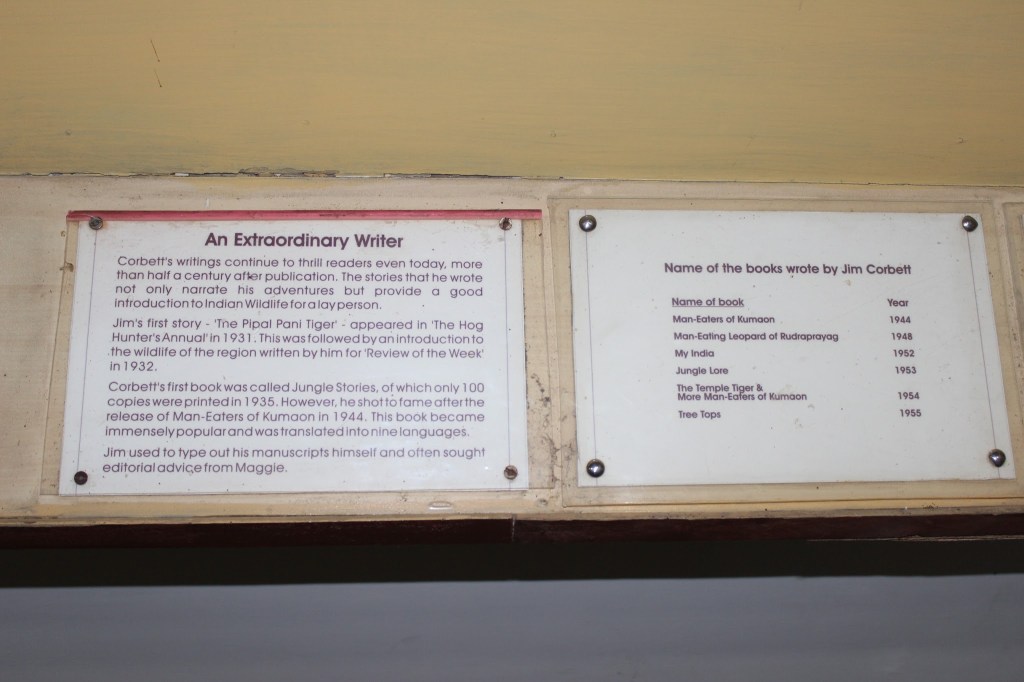 An Extraordinary Writer
Corbett's writings continue to thrill readers even today, more
than half a century after publication. The stories that he wrote
not only narrate his adventures but provide a good
introduction to Indian Wildlife for a lay person.
Jim's first story - 'The Pipal Pani Tiger' - appeared in 'The Hog
Hunter's Annual' in 1931. This was followed by an introduction to
the wildlife of the region written by him for 'Review of the Week'
in 1932.
Corbett's first book was called Jungle Stories, of which only 100
copies were printed in 1935. However, he shot to fame after the
release of Man-Eaters of Kumaon in 1944. This book became
immensely popular and was translated into nine languages.
Jim used to type out his manuscripts himself and often sought
editorial advice from Maggie.
Name of the books wrote by Jim Corbett
Name of book Year
Man-Eaters of Kumaon 1944
Man-Eating Leopard of Rudraprayag 1948
My India 1952
Jungle Lore 1953
The Temple Tiger &
More Man-Eaters of Kumaon 1954
Tree Tops 1955